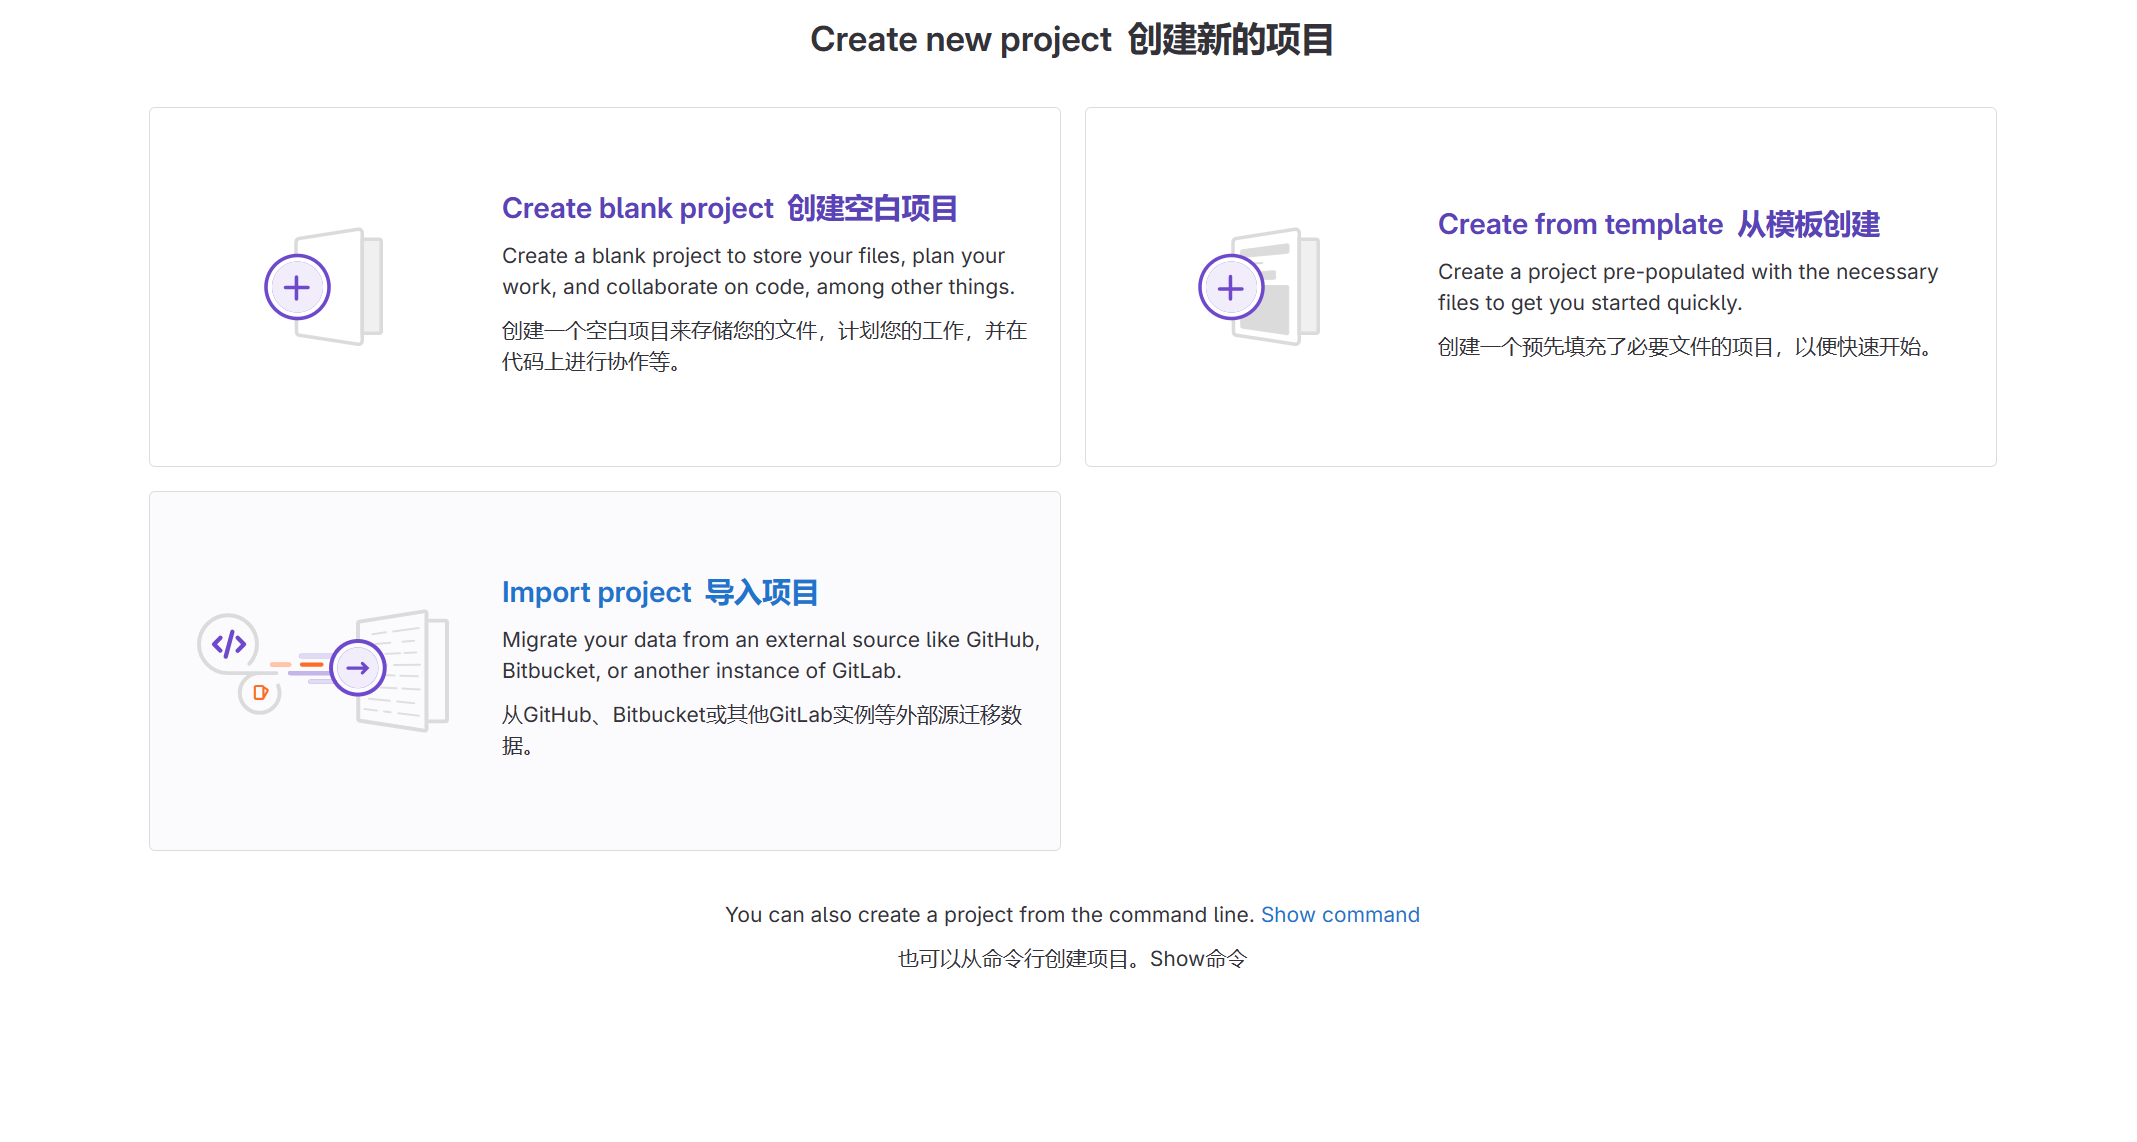 Create new project 创建新的项目
Create blank project 创建空白项目
Create a blank project to store your files, plan your
work, and collaborate on code, among other things.
创建一个空白项目来存储您的文件，计划您的工作，并在
代码上进行协作等。
Create from template 从模板创建
Create a project pre-populated with the necessary
files to get you started quickly.
创建一个预先填充了必要文件的项目，以便快速开始。
Import project 导入项目
Migrate your data from an external source like GitHub,
Bitbucket, or another instance of GitLab.
从GitHub、Bitbucket或其他GitLab实例等外部源迁移数
据。
You can also create a project from the command line. Show command
也可以从命令行创建项目。Show命令